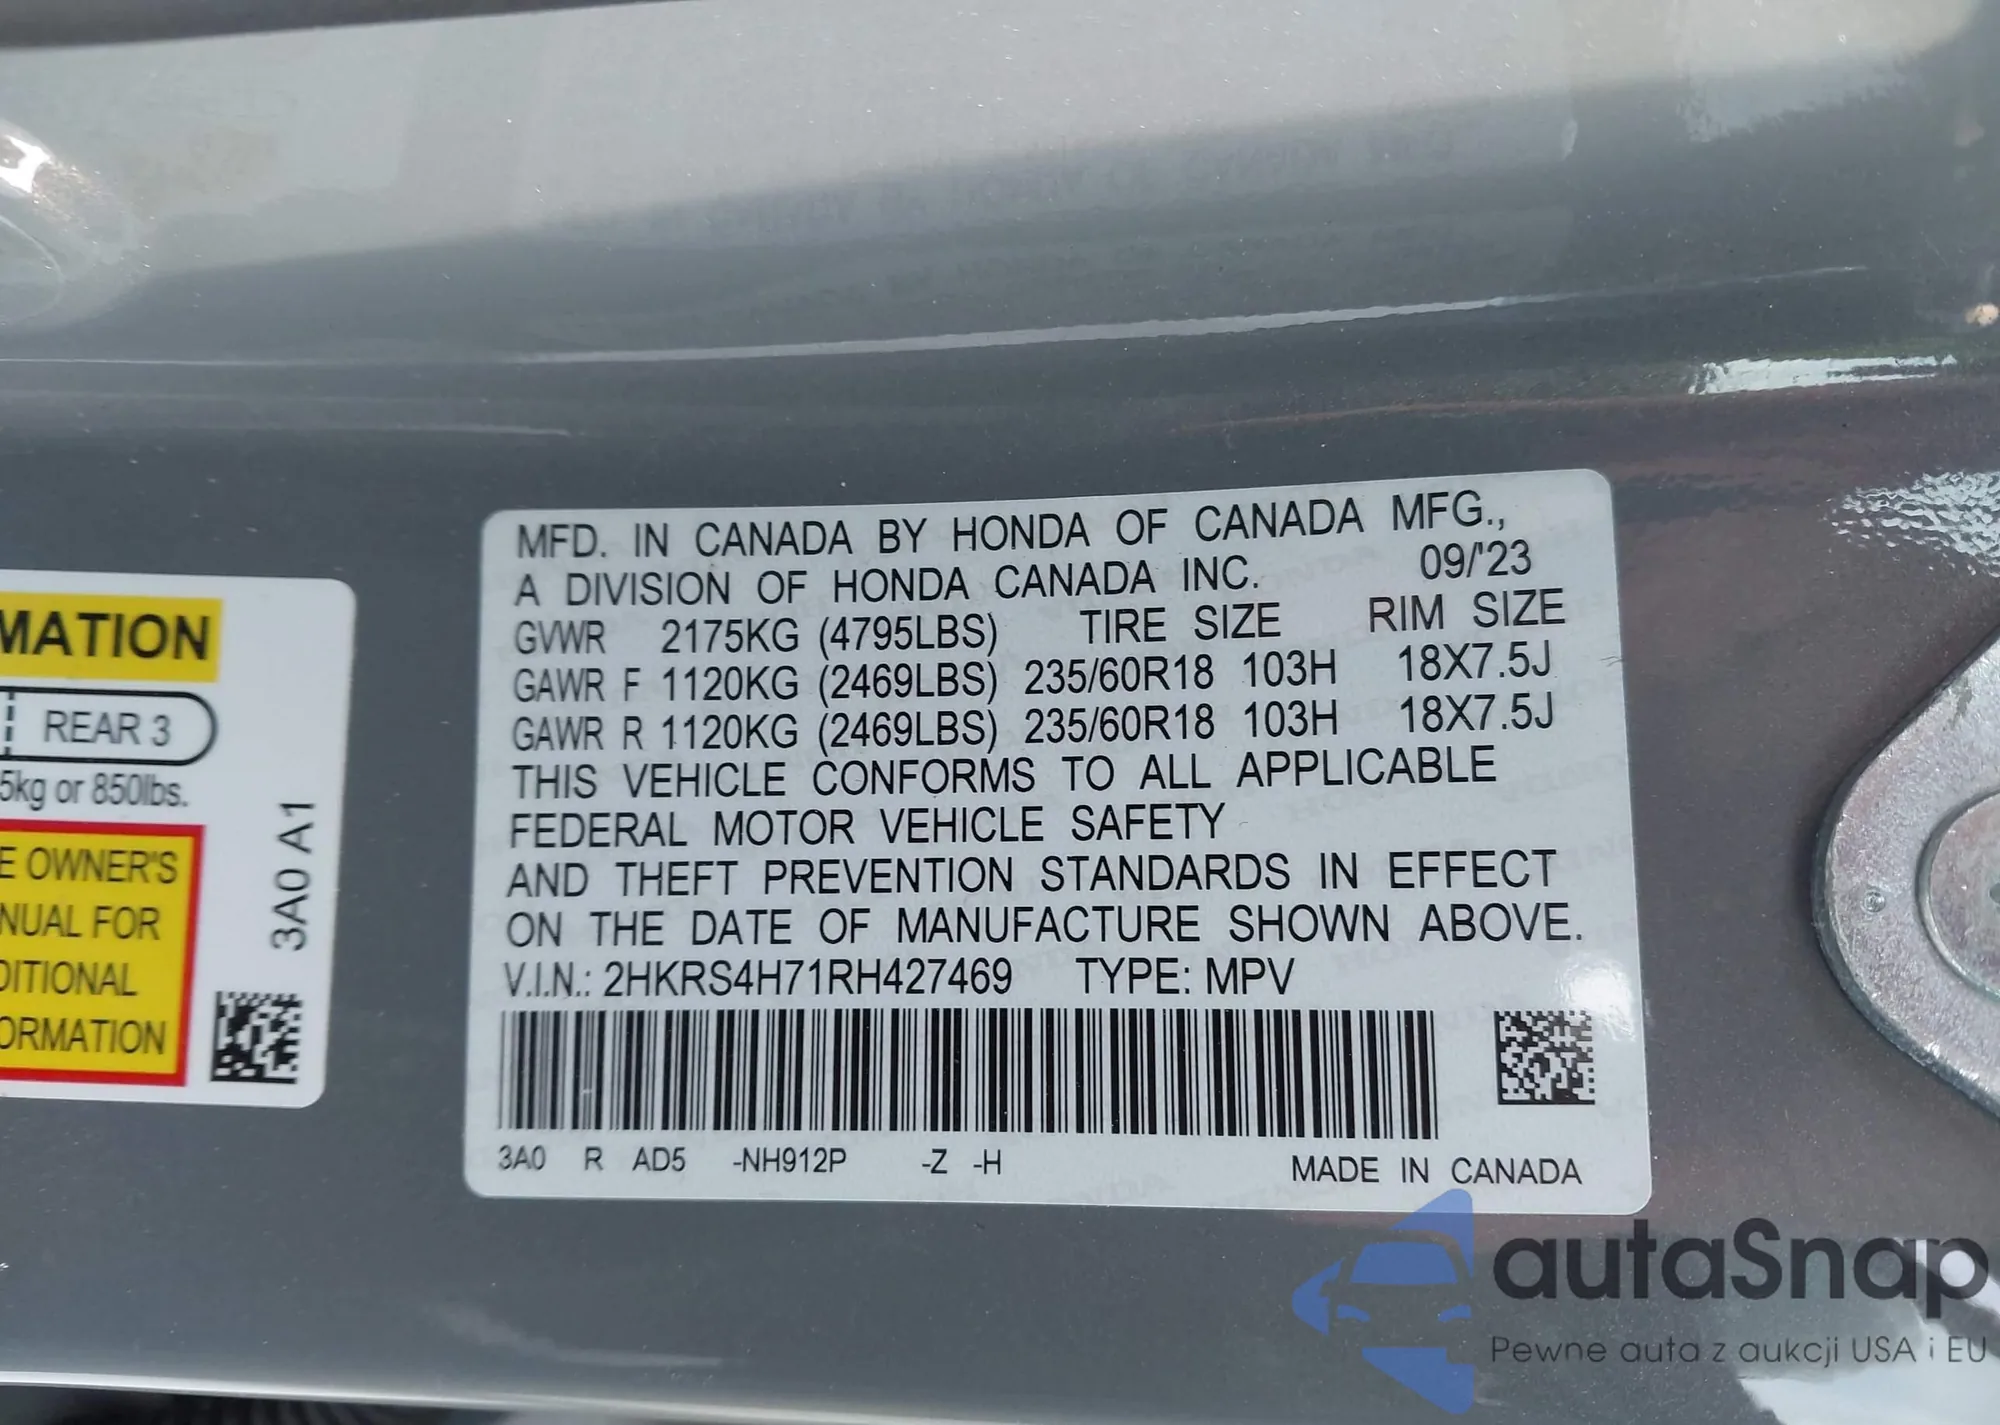 MATION
REAR 3
5kg or 850lbs.
E OWNER'S
NUAL FOR
DITIONAL
ORMATION
3A0 A1
MFD. IN CANADA BY HONDA OF CANADA MFG.,
A DIVISION OF HONDA CANADA INC. 09/'23
GVWR 2175KG (4795LBS) TIRE SIZE RIM SIZE
GAWR F 1120KG (2469LBS) 235/60R18 103H 18X7.5J
GAWR R 1120KG (2469LBS) 235/60R18 103H 18X7.5J
THIS VEHICLE CONFORMS TO ALL APPLICABLE
FEDERAL MOTOR VEHICLE SAFETY
AND THEFT PREVENTION STANDARDS IN EFFECT
ON THE DATE OF MANUFACTURE SHOWN ABOVE.
V.I.N.: 2HKRS4H71RH427469 TYPE: MPV
3A0 R AD5 -NH912P -Z -H
MADE IN CANADA
autaSnap
Pewne auta z aukcji USA i EU